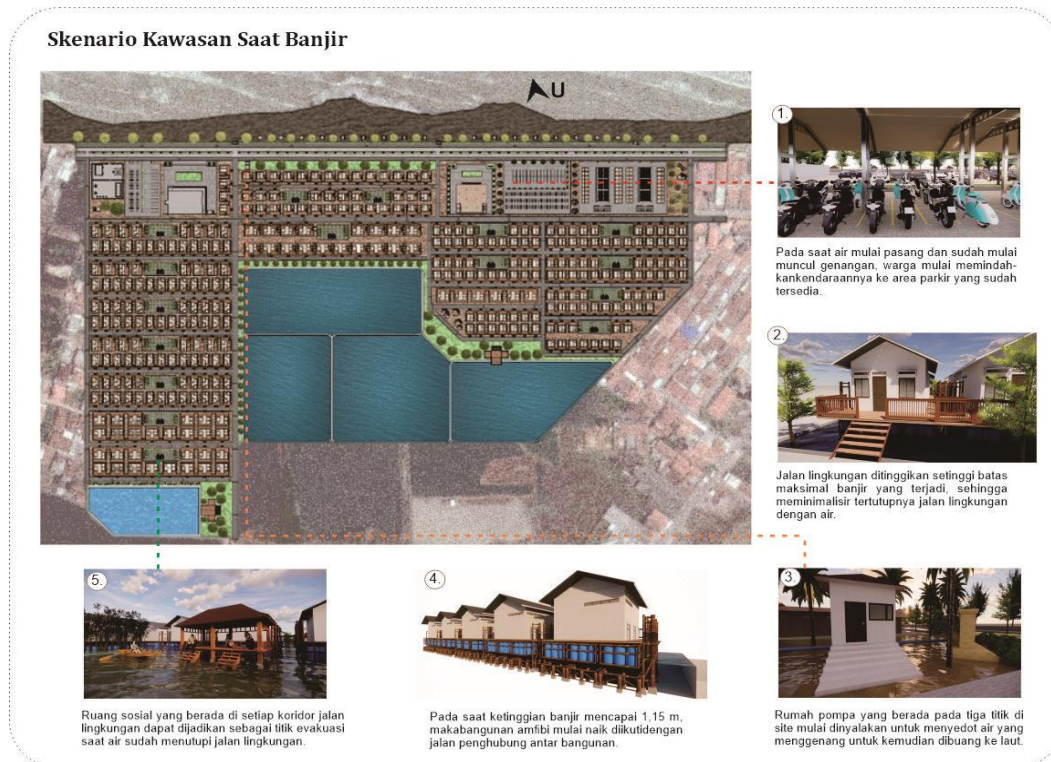 Skenario Kawasan Saat Banjir
U
1.
Pada saat air mulai pasang dan sudah mulai
muncul genangan, warga mulai memindah-
kankendaraannya ke area parkir yang sudah
tersedia.
2.
Jalan lingkungan ditinggikan setinggi batas
maksimal banjir yang terjadi, sehingga
meminimalisir tertutupnya jalan lingkungan
dengan air.
5.
Ruang sosial yang berada di setiap koridor jalan
lingkungan dapat dijadikan sebagai titik evakuasi
saat air sudah menutupi jalan lingkungan.
4.
Pada saat ketinggian banjir mencapai 1,15 m,
makabangunan amfibi mulai naik diikutidengan
jalan penghubung antar bangunan.
3.
Rumah pompa yang berada pada tiga titik di
site mulai dinyalakan untuk menyedot air yang
menggenang untuk kemudian dibuang ke laut.